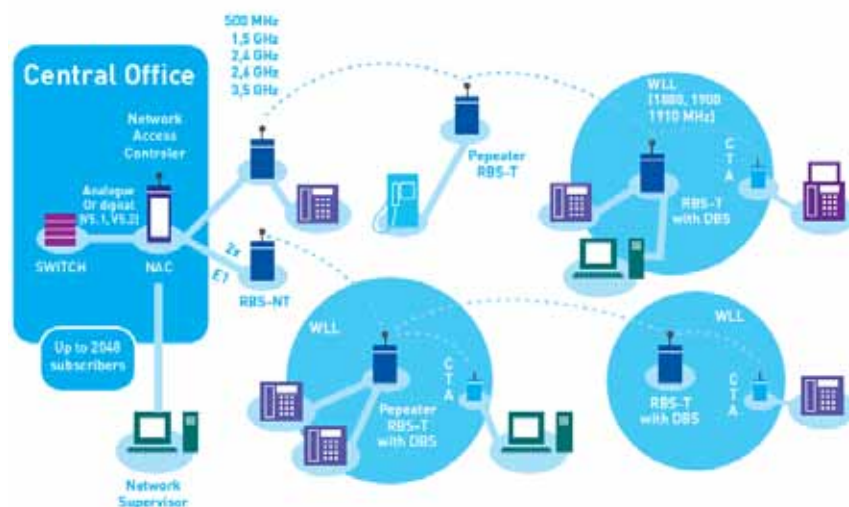 500 MHz
1,5 GHz
2,4 GHz
2,6 GHz
3,5 GHz
Central Office
Network
Access
Controler
Analogue
Or digital
(V5.1, V5.2)
SWITCH
NAC
2x
E1
RBS-NT
Up to 2048
subscribers
Network
Supervisor
Pepeater
RBS-T
WLL
(1880, 1900
1910 MHz)
CTA
RBS-T
with DBS
WLL
CTA
Pepeater
RBS-T
with DBS
WLL
CTA
RBS-T
with DBS